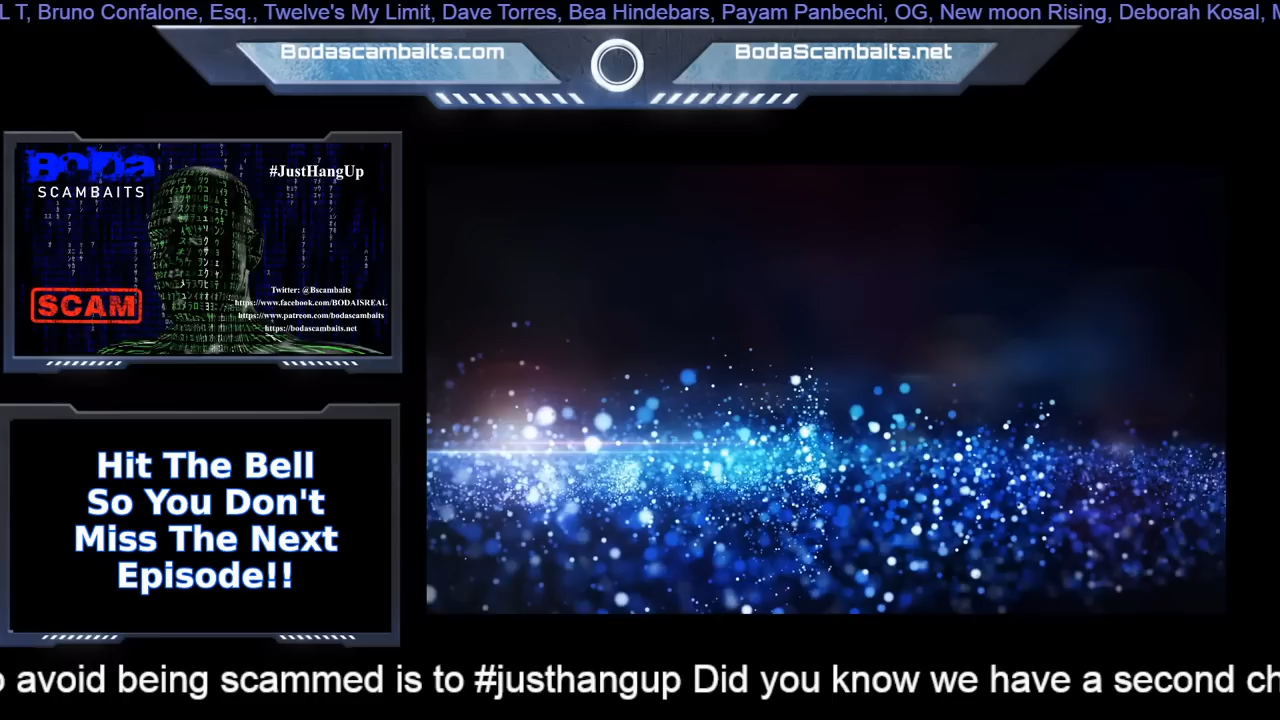 L T, Bruno Confalone, Esq., Twelve's My Limit, Dave Torres, Bea Hindebars, Payam Panbechi, OG, New moon Rising, Deborah Kosal,
Bodascambaits.com
BodaScambaits.net
BoDa
SCAMBAITS
#JustHangUp
SCAM
Twitter: @Bscambaits
https://www.facebook.com/BODAISREAL
https://www.patreon.com/bodascambaits
https://bodascambaits.net
Hit The Bell
So You Don't
Miss The Next
Episode!!
o avoid being scammed is to #justhangup Did you know we have a second ch